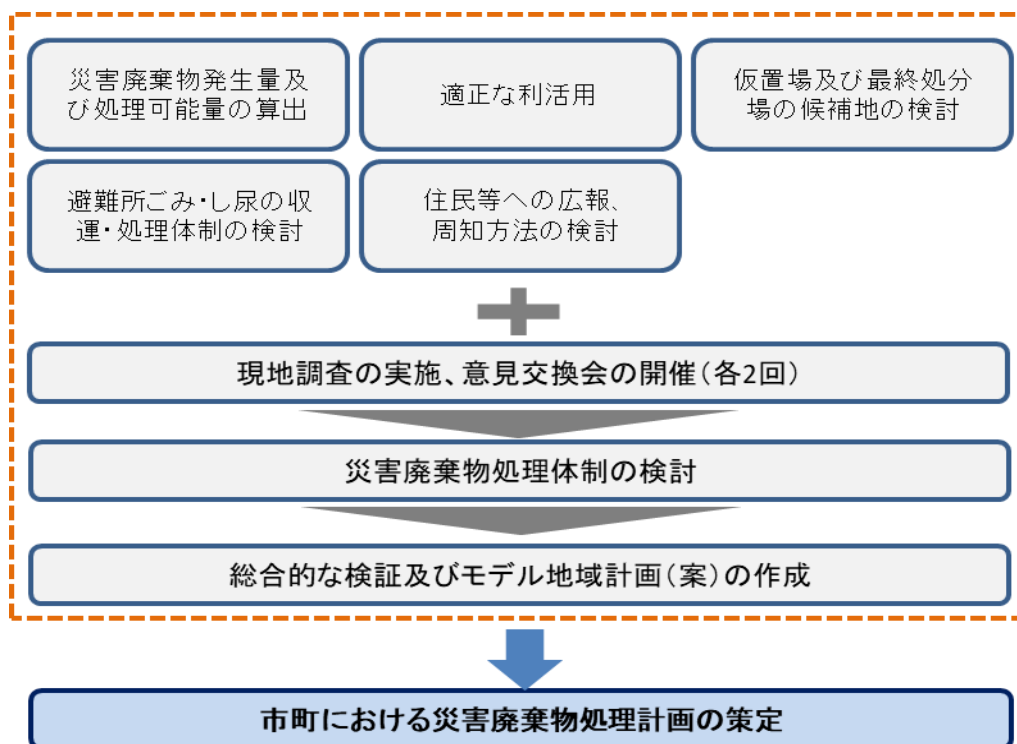 災害廃棄物発生量及
び処理可能量の算出
適正な利活用
仮置場及び最終処分
場の候補地の検討
避難所ごみ・し尿の収
運・処理体制の検討
住民等への広報、
周知方法の検討
現地調査の実施、意見交換会の開催（各2回）
災害廃棄物処理体制の検討
総合的な検証及びモデル地域計画（案）の作成
市町における災害廃棄物処理計画の策定